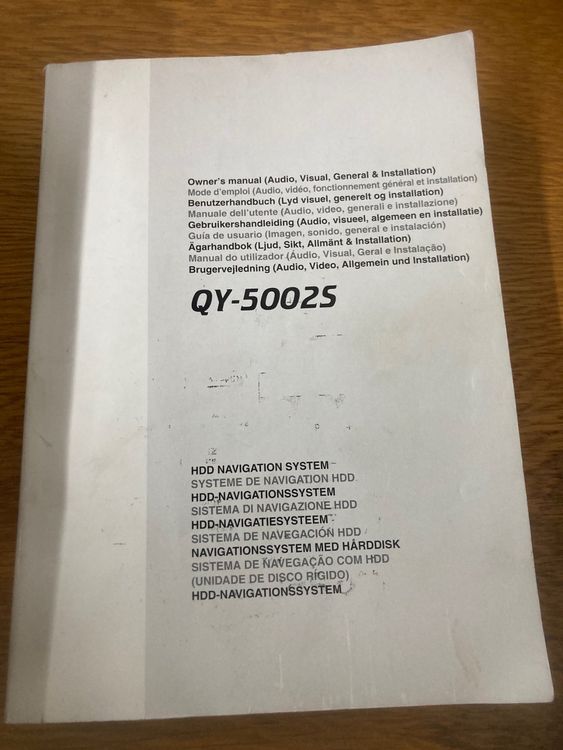 Owner's manual (Audio, Visual, General & Installation)
Mode d'emploi (Audio, vidéo, fonctionnement général et installation)
Benutzerhandbuch (Lyd visuel, generelt og installation)
Manuale dell'utente (Audio, video, generali e installazione)
Gebruikershandleiding (Audio, visueel, algemeen en installatie)
Guía de usuario (Imagen, sonido, general e instalación)
Ägarhandbok (Ljud, Sikt, Allmänt & Installation)
Manual do utilizador (Áudio, Visual, Geral e Instalação)
Brugervejledning (Audio, Video, Allgemein und Installation)
QY-5002S
HDD NAVIGATION SYSTEM
SYSTEME DE NAVIGATION HDD
HDD-NAVIGATIONSSYSTEM
SISTEMA DI NAVIGAZIONE HDD
HDD-NAVIGATIESYSTEEM
SISTEMA DE NAVEGACIÓN HDD
NAVIGATIONSSYSTEM MED HÅRDDISK
SISTEMA DE NAVEGAÇÃO COM HDD
(UNIDADE DE DISCO RÍGIDO)
HDD-NAVIGATIONSSYSTEM